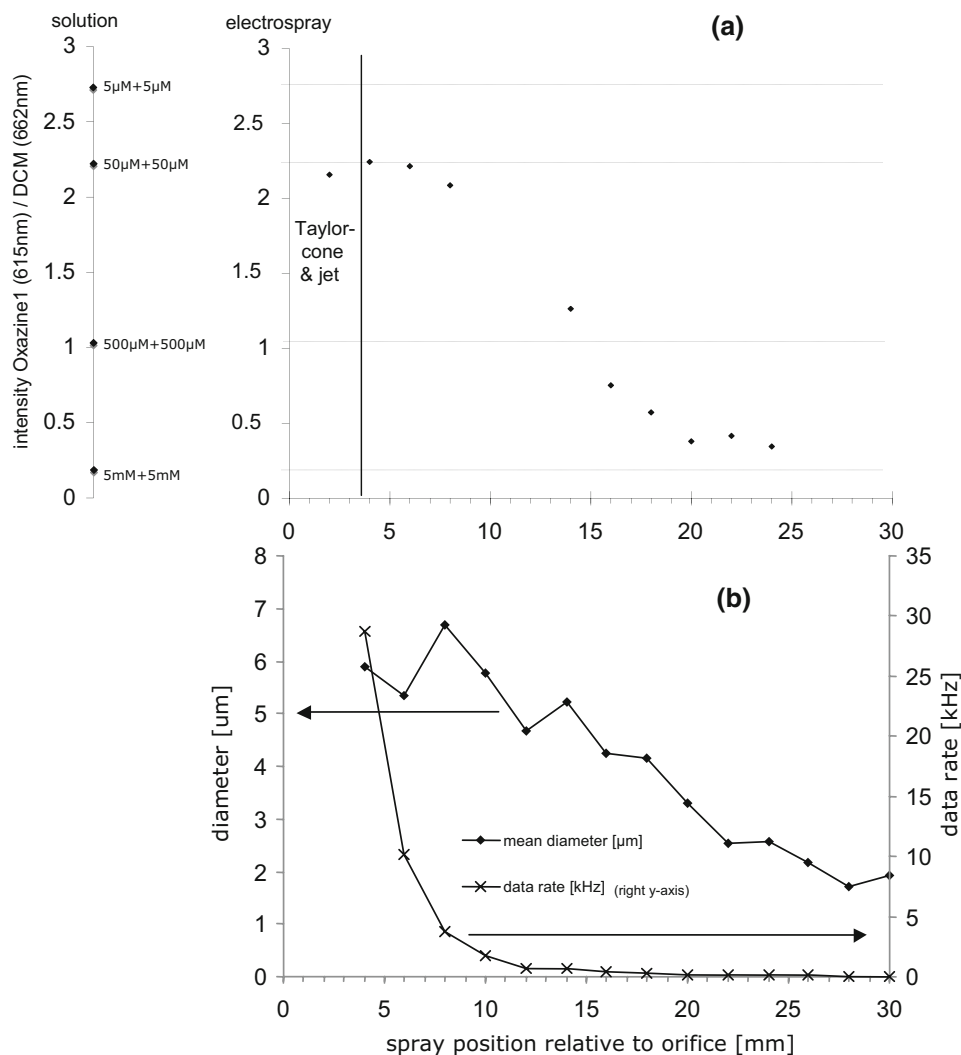 solution
electrospray
(a)
intensity Oxazine1 (615nm) / DCM (662nm)
3
2.5
2
1.5
1
0.5
0
5µM+5µM
50µM+50µM
500µM+500µM
5mM+5mM
3
2.5
2
1.5
1
0.5
0
Taylor-
cone
& jet
0
5
10
15
20
25
30
(b)
diameter [um]
8
7
6
5
4
3
2
1
0
mean diameter [µm]
data rate [kHz] (right y-axis)
35
30
25
20
15
10
5
0
data rate [kHz]
0
5
10
15
20
25
30
spray position relative to orifice [mm]